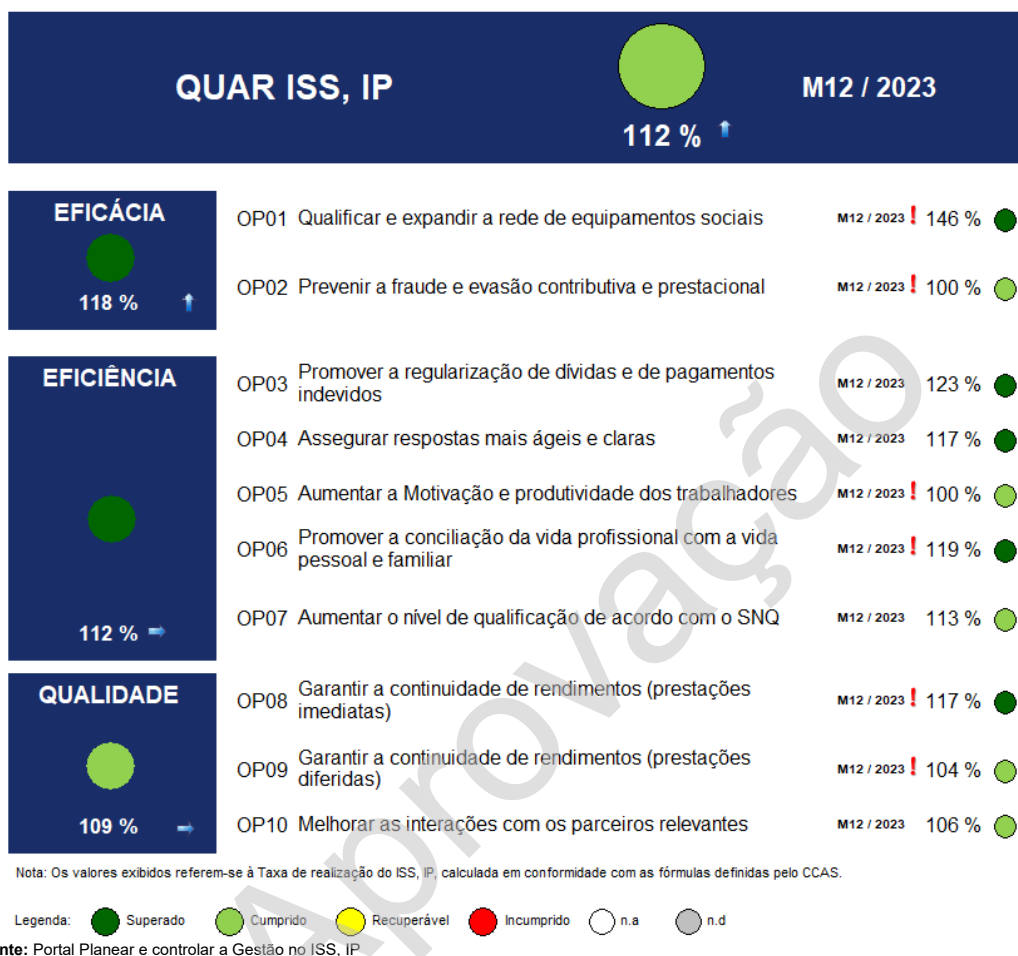 QUAR ISS, IP
M12 / 2023
112 %
EFICÁCIA
118 %
OP01 Qualificar e expandir a rede de equipamentos sociais M12 / 2023 ! 146 %
OP02 Prevenir a fraude e evasão contributiva e prestacional M12 / 2023 ! 100 %
EFICIÊNCIA
112 %
OP03 Promover a regularização de dívidas e de pagamentos
indevidos M12 / 2023 123 %
OP04 Assegurar respostas mais ágeis e claras M12 / 2023 117 %
OP05 Aumentar a Motivação e produtividade dos trabalhadores M12 / 2023 ! 100 %
OP06 Promover a conciliação da vida profissional com a vida
pessoal e familiar M12 / 2023 ! 119 %
OP07 Aumentar o nível de qualificação de acordo com o SNQ M12 / 2023 113 %
QUALIDADE
109 %
OP08 Garantir a continuidade de rendimentos (prestações
imediatas) M12 / 2023 ! 117 %
OP09 Garantir a continuidade de rendimentos (prestações
diferidas) M12 / 2023 ! 104 %
OP10 Melhorar as interações com os parceiros relevantes M12 / 2023 106 %
Nota: Os valores exibidos referem-se à Taxa de realização do ISS, IP, calculada em conformidade com as fórmulas definidas pelo CCAS.
Legenda: Superado Cumprido Recuperável Incumprido n.a n.d
nte: Portal Planear e controlar a Gestão no ISS, IP
Aprovação